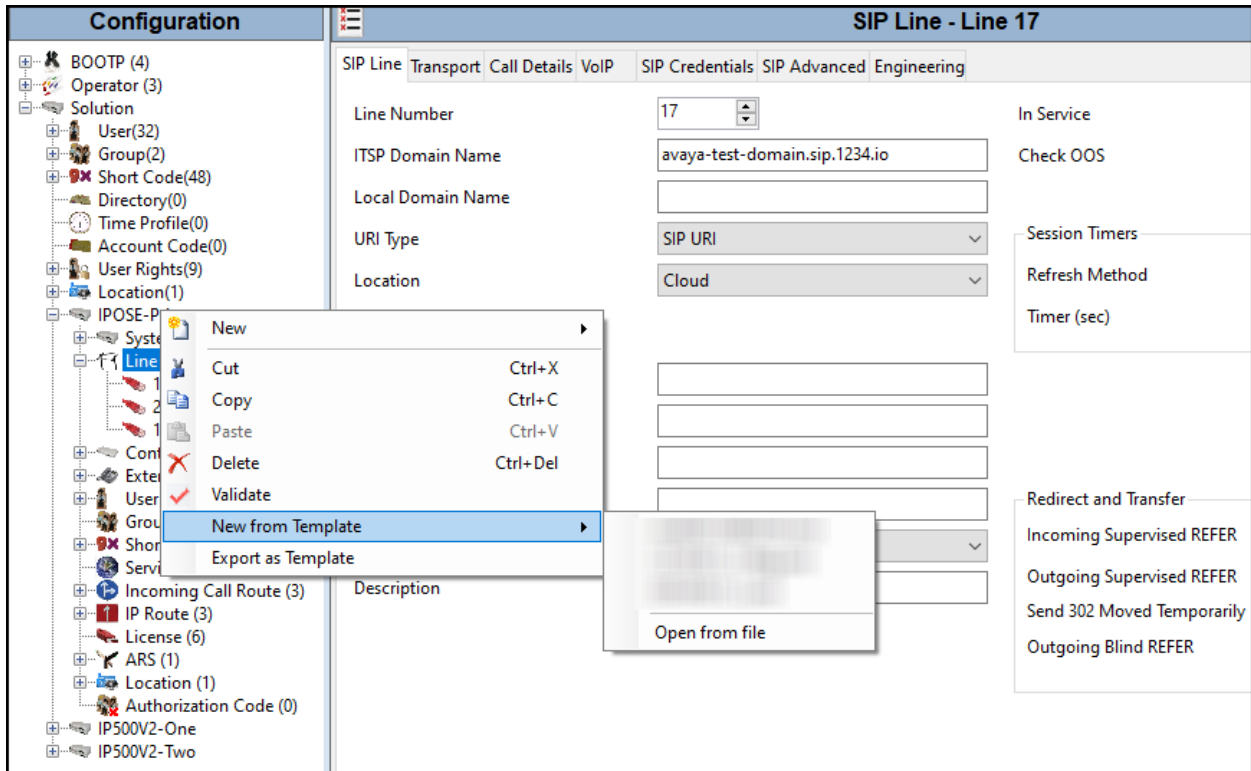 Configuration
BOOTP (4)
Operator (3)
Solution
User(32)
Group(2)
Short Code(48)
Directory(0)
Time Profile(0)
Account Code(0)
User Rights(9)
Location(1)
IPOSE-P
Syste
Line
1
2
1
Cont
Exter
User
Grou
Shor
Servi
Incoming Call Route (3)
IP Route (3)
License (6)
ARS (1)
Location (1)
Authorization Code (0)
IP500V2-One
IP500V2-Two
New
Cut Ctrl+X
Copy Ctrl+C
Paste Ctrl+V
Delete Ctrl+Del
Validate
New from Template
Export as Template
Open from file
SIP Line - Line 17
SIP Line Transport Call Details VoIP SIP Credentials SIP Advanced Engineering
Line Number 17 In Service
ITSP Domain Name avaya-test-domain.sip.1234.io Check OOS
Local Domain Name
URI Type SIP URI Session Timers
Location Cloud Refresh Method
Timer (sec)
Redirect and Transfer
Incoming Supervised REFER
Description Outgoing Supervised REFER
Send 302 Moved Temporarily
Outgoing Blind REFER